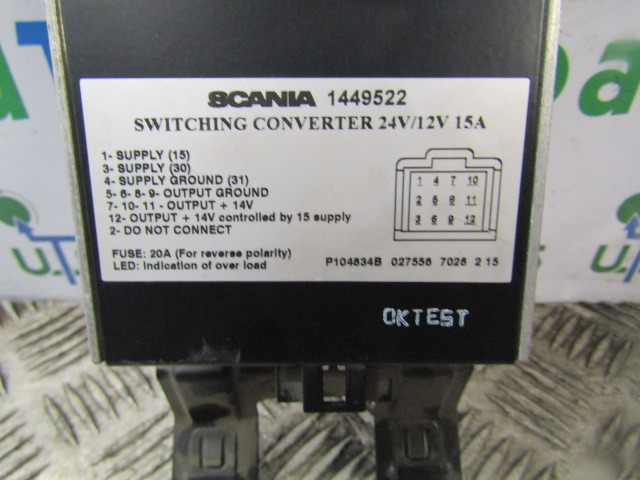 SCANIA 1449522
SWITCHING CONVERTER 24V/12V 15A
1- SUPPLY (15)
3- SUPPLY (30)
4- SUPPLY GROUND (31)
5- 6- 8- 9- OUTPUT GROUND
7- 10- 11 - OUTPUT + 14V
12- OUTPUT + 14V controlled by 15 supply
2- DO NOT CONNECT
1 4 7 10
2 5 8 11
3 6 9 12
FUSE: 20A (For reverse polarity)
LED: Indication of over load
P104634B 027556 7028 2 15
OKTEST